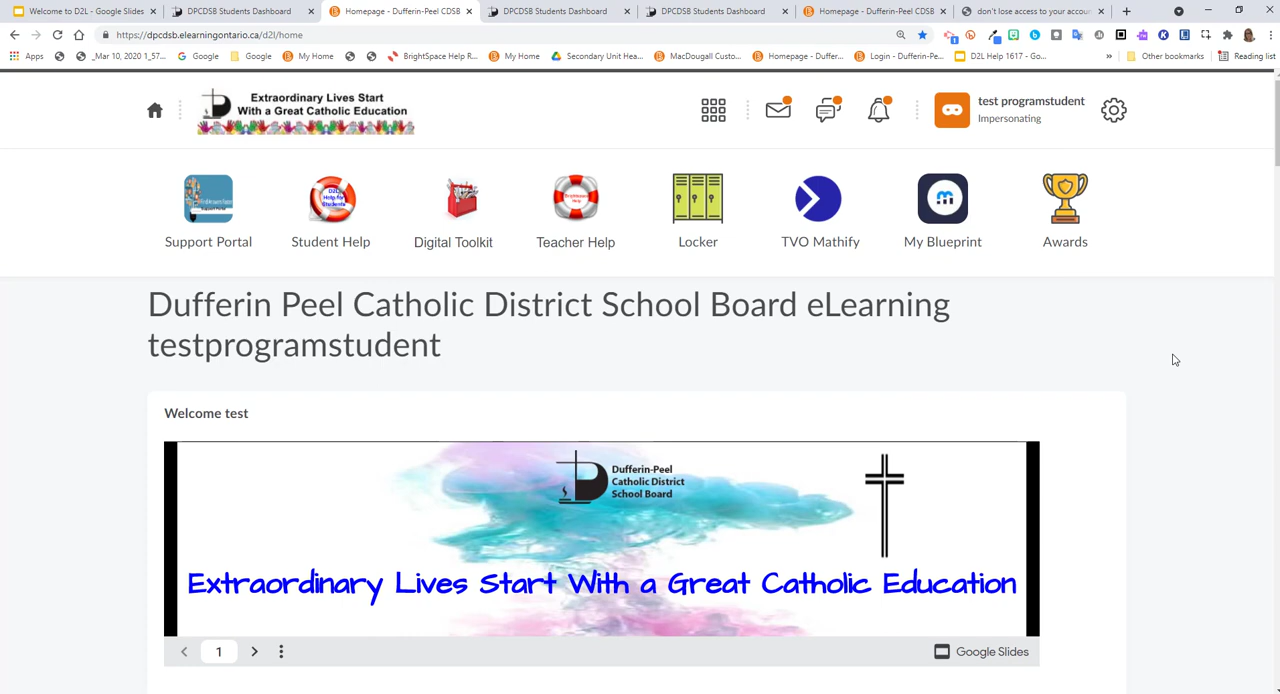 Welcome to D2L - Google Slides
DPCDSB Students Dashboard
Homepage - Dufferin-Peel CDSB
DPCDSB Students Dashboard
DPCDSB Students Dashboard
Homepage - Dufferin-Peel CDSB
don't lose access to your accou
https://dpcdsb.elearningontario.ca/d2l/home
Apps
_Mar 10, 2020 1_57...
Google
Google
My Home
BrightSpace Help R...
My Home
Secondary Unit Hea...
MacDougall Custo...
Homepage - Duffer...
Login - Dufferin-Pe...
D2L Help 1617 - Go...
»
Other bookmarks
Reading list
Extraordinary Lives Start
With a Great Catholic Education
test programstudent
Impersonating
D2L
Help for
Students
Support Portal
Student Help
Digital Toolkit
Teacher Help
Locker
TVO Mathify
My Blueprint
Awards
Dufferin Peel Catholic District School Board eLearning
testprogramstudent
Welcome test
Dufferin-Peel
Catholic District
School Board
Extraordinary Lives Start With a Great Catholic Education
1
Google Slides